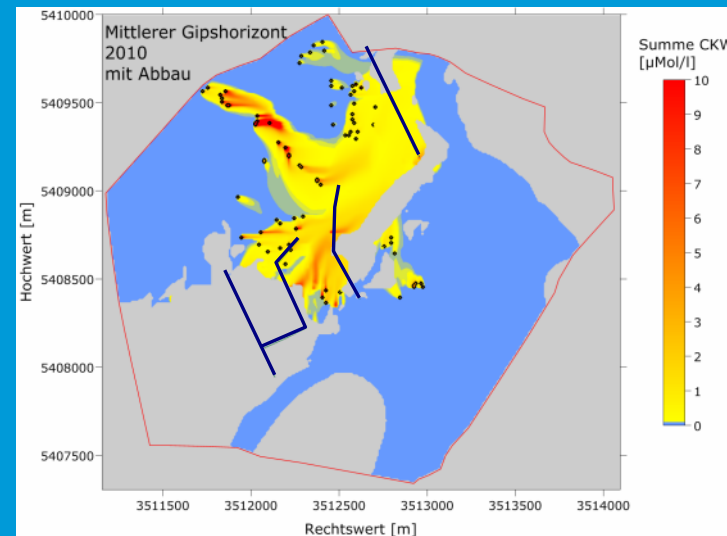 Mittlerer Gipshorizont
2010
mit Abbau
Summe CKW
[µMol/l]
10
9
8
7
6
5
4
3
2
1
0
Hochwert [m]
5410000
5409500
5409000
5408500
5408000
5407500
3511500 3512000 3512500 3513000 3513500 3514000
Rechtswert [m]